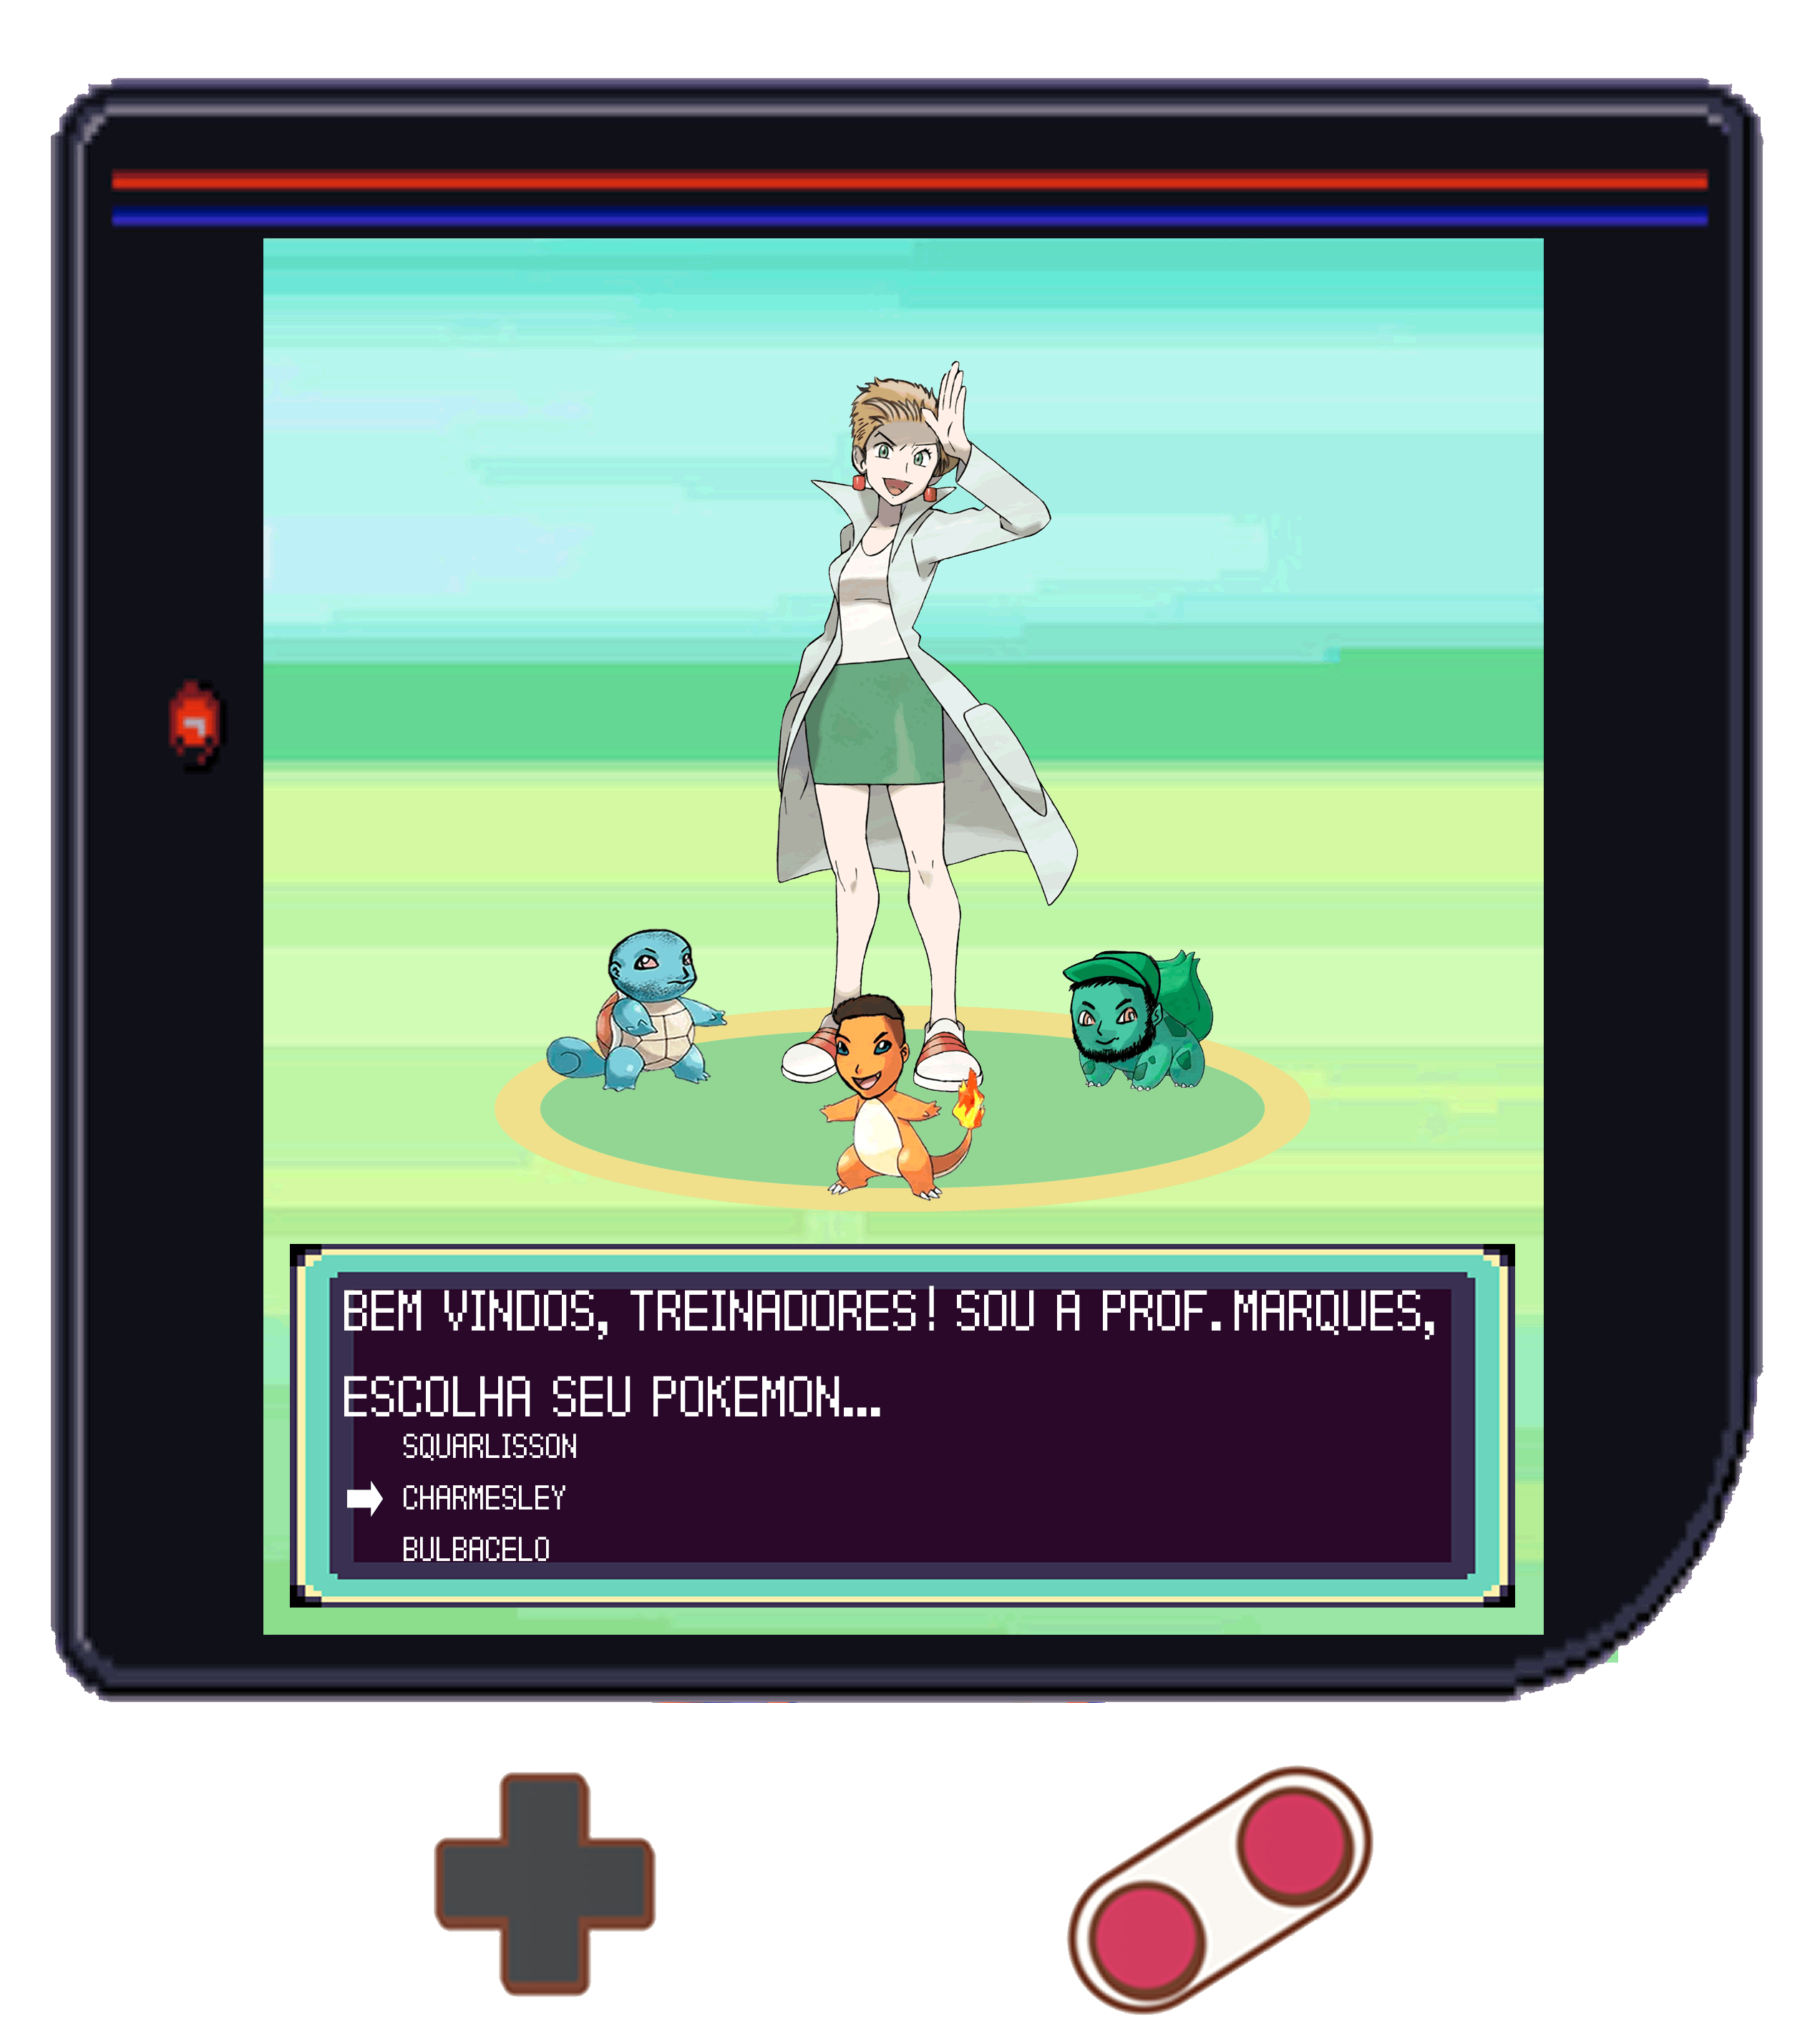 BEM VINDOS, TREINADORES! SOU A PROF.MARQUES,
ESCOLHA SEU POKEMON...
SQUARLISSON
CHARMESLEY
BULBACELO